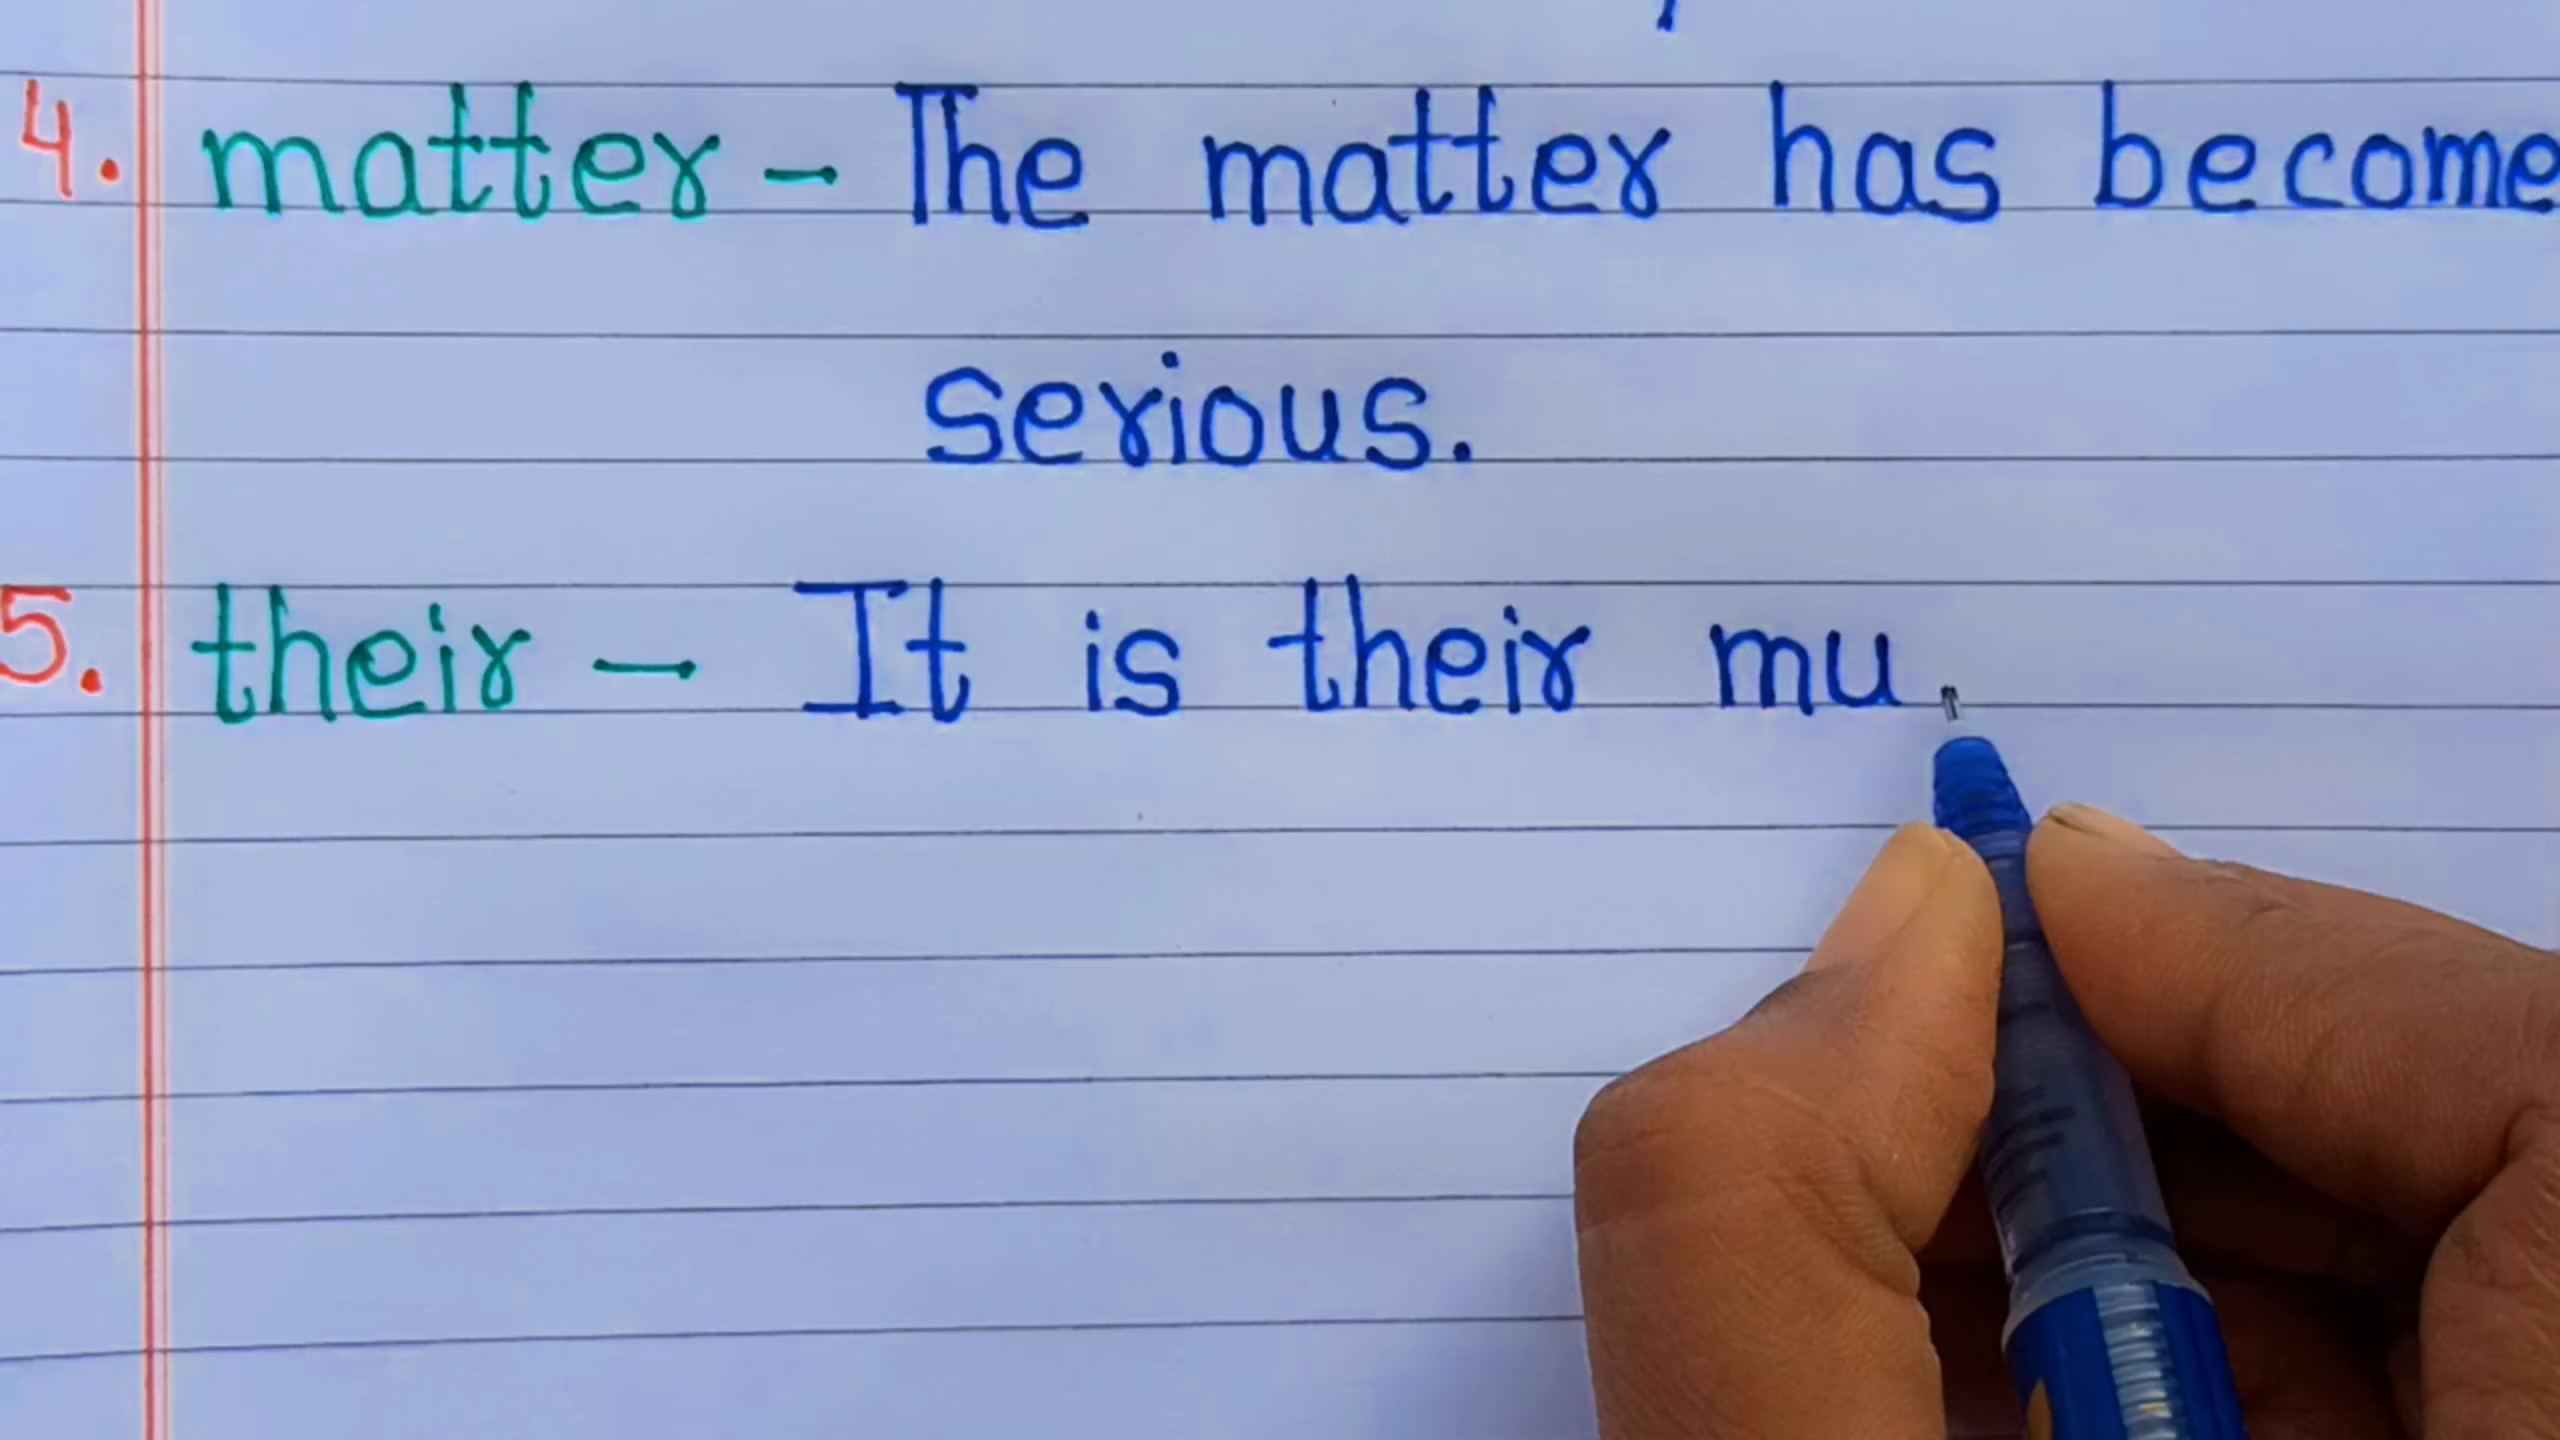 4. matter - The matter has become
serious.
5. their - It is their mu